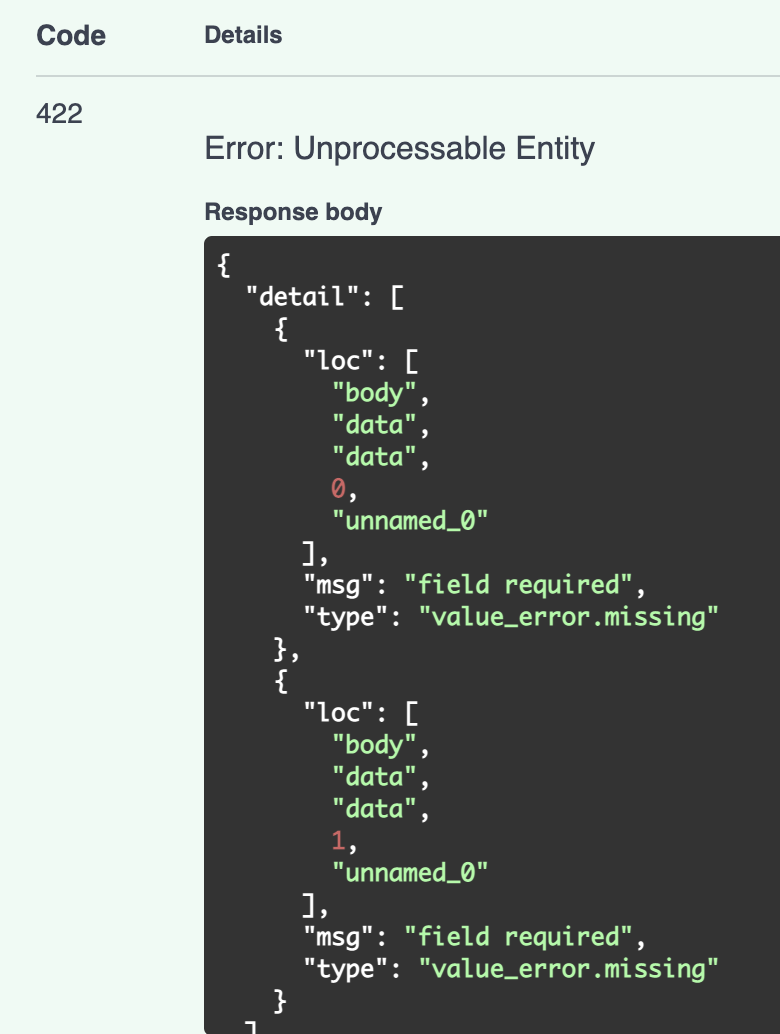 Code Details
422
Error: Unprocessable Entity
Response body
{
  "detail": [
    {
      "loc": [
        "body",
        "data",
        "data",
        0,
        "unnamed_0"
      ],
      "msg": "field required",
      "type": "value_error.missing"
    },
    {
      "loc": [
        "body",
        "data",
        "data",
        1,
        "unnamed_0"
      ],
      "msg": "field required",
      "type": "value_error.missing"
    }
  ]